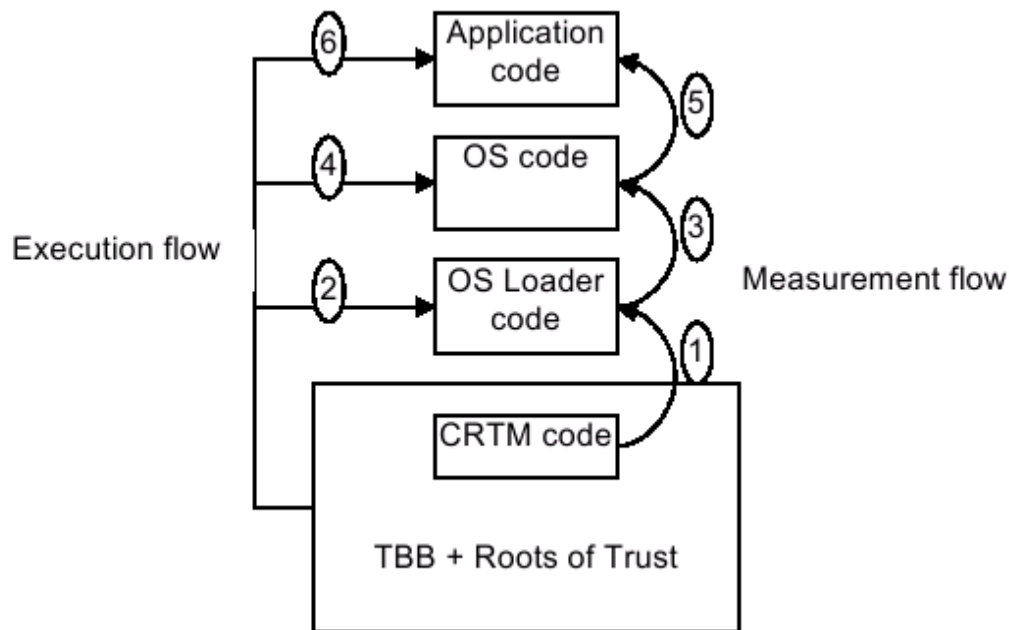 6
Application
code
5
4
OS code
3
Execution flow
2
OS Loader
code
Measurement flow
1
CRTM code
TBB + Roots of Trust